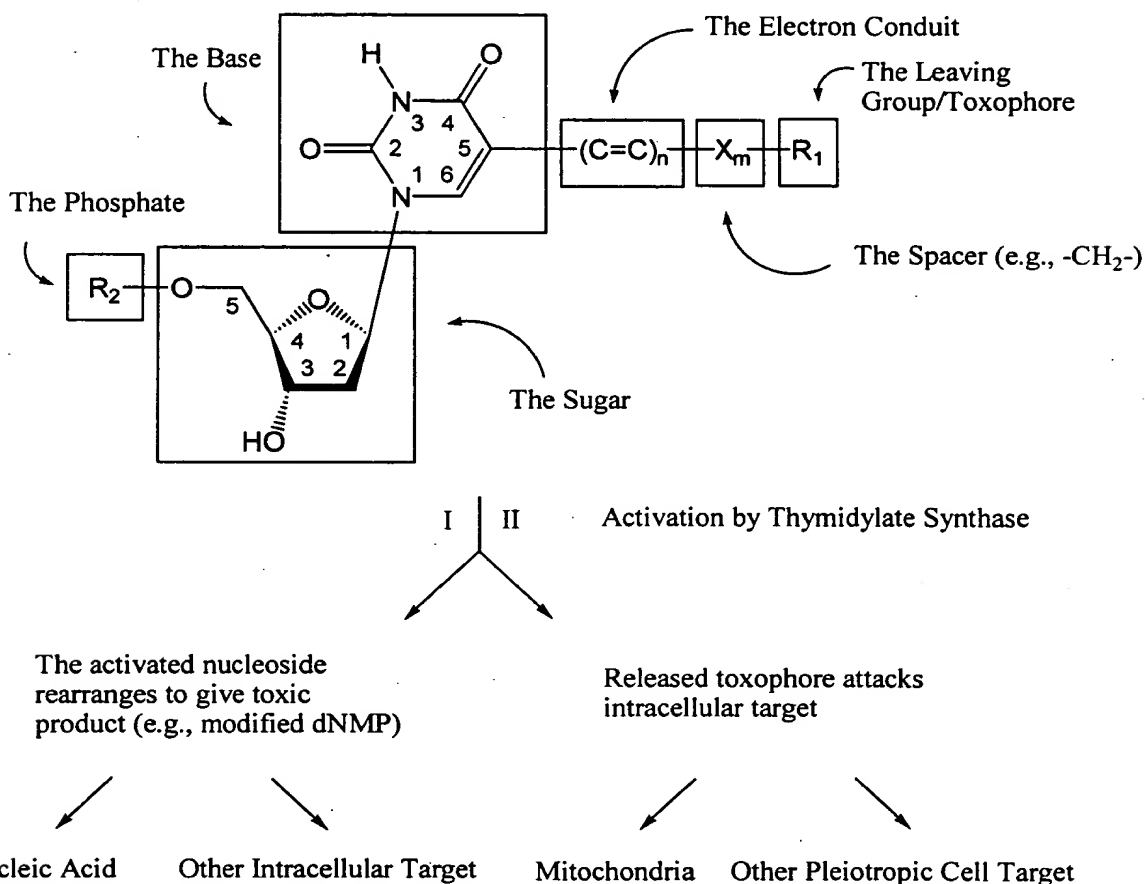 The Electron Conduit
The Base
The Leaving
Group/Toxophore
H
O
N
3
4
O
2
5
(C=C)n
Xm
R1
1
6
N
The Phosphate
The Spacer (e.g., -CH2-)
R2
O
5
O
4
1
3
2
The Sugar
HO
I
II
Activation by Thymidylate Synthase
The activated nucleoside
rearranges to give toxic
product (e.g., modified dNMP)
Released toxophore attacks
intracellular target
cleic Acid
Other Intracellular Target
Mitochondria
Other Pleiotropic Cell Target